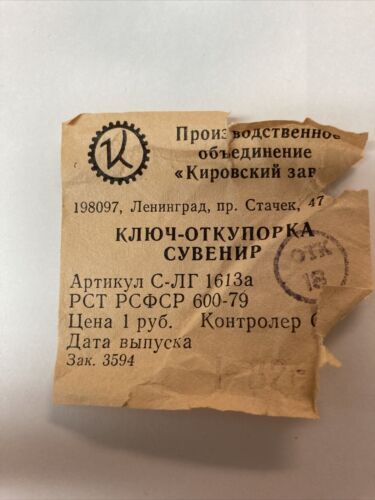 К
Производственное
объединение
«Кировский зав
198097, Ленинград, пр. Стачек, 47
КЛЮЧ-ОТКУПОРКА
СУВЕНИР
ОТК
18
Артикул С-ЛГ 1613а
РСТ РСФСР 600-79
Цена 1 руб. Контролер
Дата выпуска
Зак. 3594